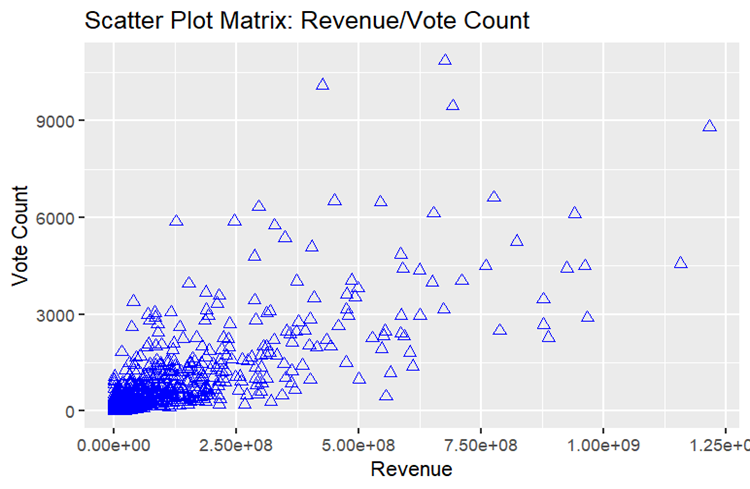 Scatter Plot Matrix: Revenue/Vote Count
Vote Count
9000
6000
3000
0
0.00e+00 2.50e+08 5.00e+08 7.50e+08 1.00e+09 1.25e+0
Revenue